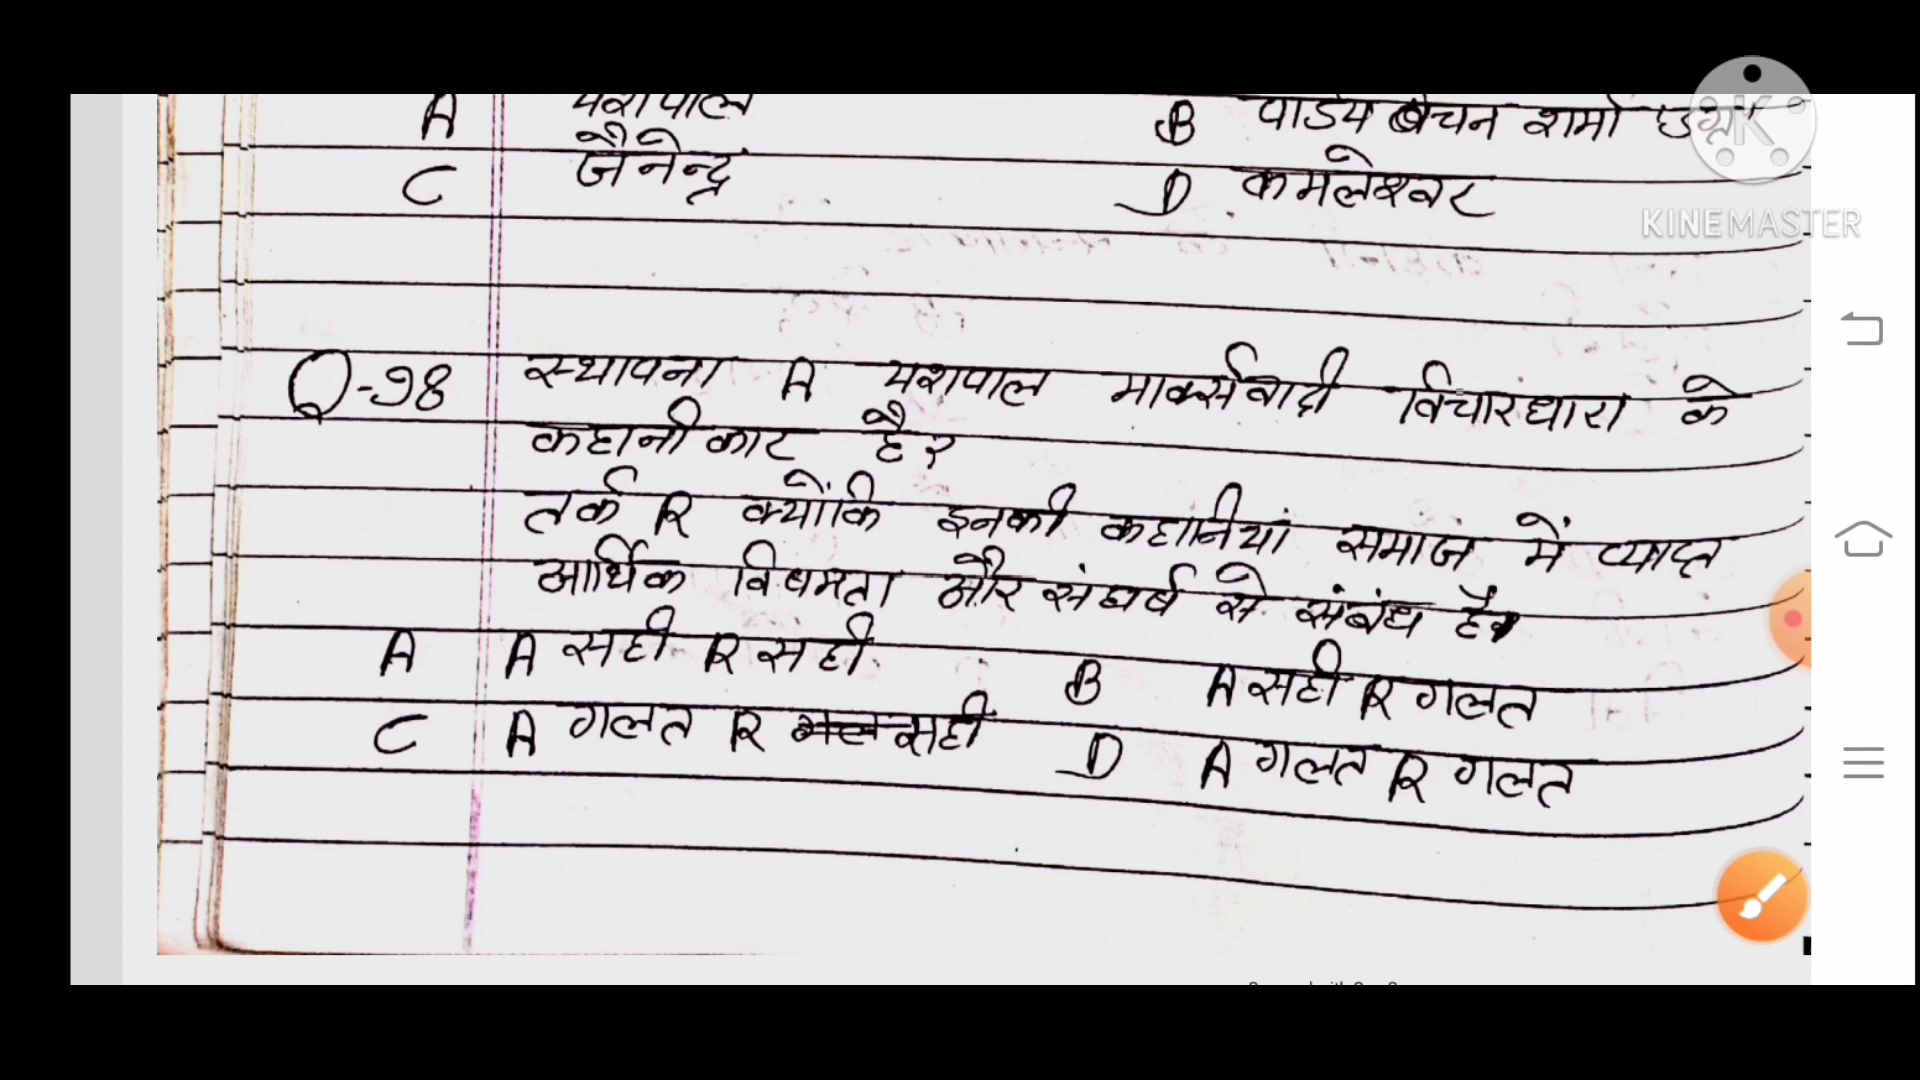 A यशपाल B पांडेय बेचन शर्मा उग्र
C जैनेन्द्र D कमलेश्वर
KINEMASTER
Q-98 स्थापना A यशपाल मार्क्सवादी विचारधारा के
कहानीकार है?
तर्क R क्योंकि इनकी कहानियां समाज में व्याप्त
आर्थिक विषमता और संघर्ष से संबंध है।
A A सही R सही B A सही R गलत
C A गलत R सही D A गलत R गलत